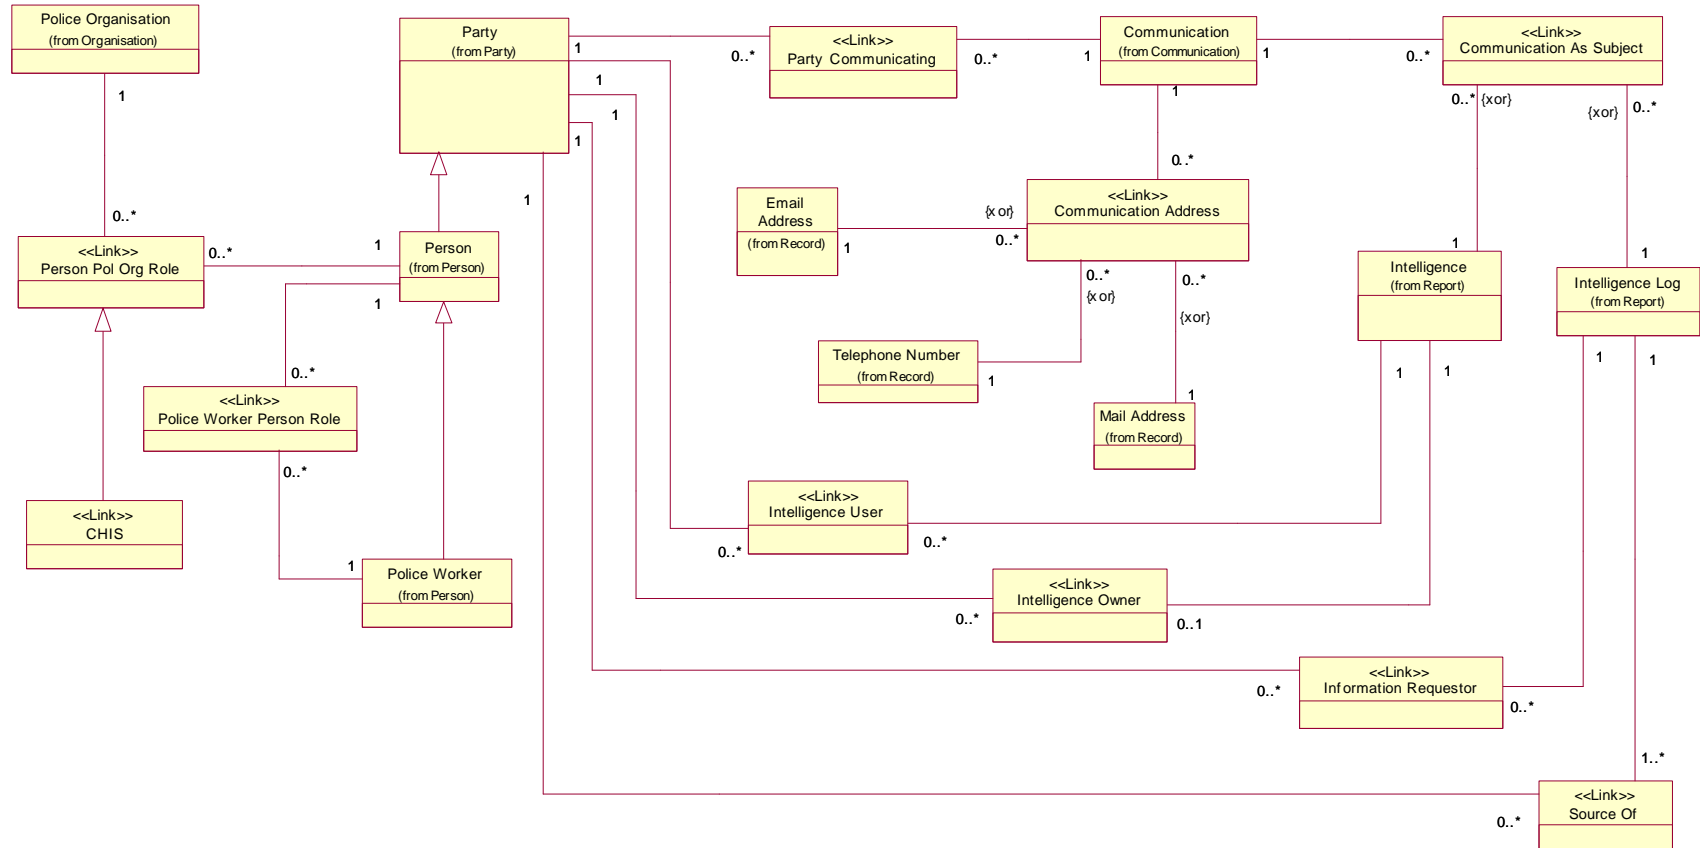 Police Organisation
(from Organisation)
1
0..*
<<Link>>
Person Pol Org Role
0..*
1
Person
(from Person)
1
0..*
<<Link>>
Police Worker Person Role
0..*
<<Link>>
CHIS
1
Police Worker
(from Person)
Party
(from Party)
1
1
1
1
1
0..*
<<Link>>
Party Communicating
0..*
1
Communication
(from Communication)
1
0..*
<<Link>>
Communication As Subject
0..*
{xor}
{xor}
0..*
1
0..*
<<Link>>
Communication Address
{xor}
0..*
Email
Address
(from Record)
1
0..*
{xor}
0..*
{xor}
Telephone Number
(from Record)
1
1
Mail Address
(from Record)
1
Intelligence
(from Report)
1
1
1
Intelligence Log
(from Report)
1
1
<<Link>>
Intelligence User
0..*
0..*
<<Link>>
Intelligence Owner
0..*
0..1
<<Link>>
Information Requestor
0..*
0..*
1..*
<<Link>>
Source Of
0..*